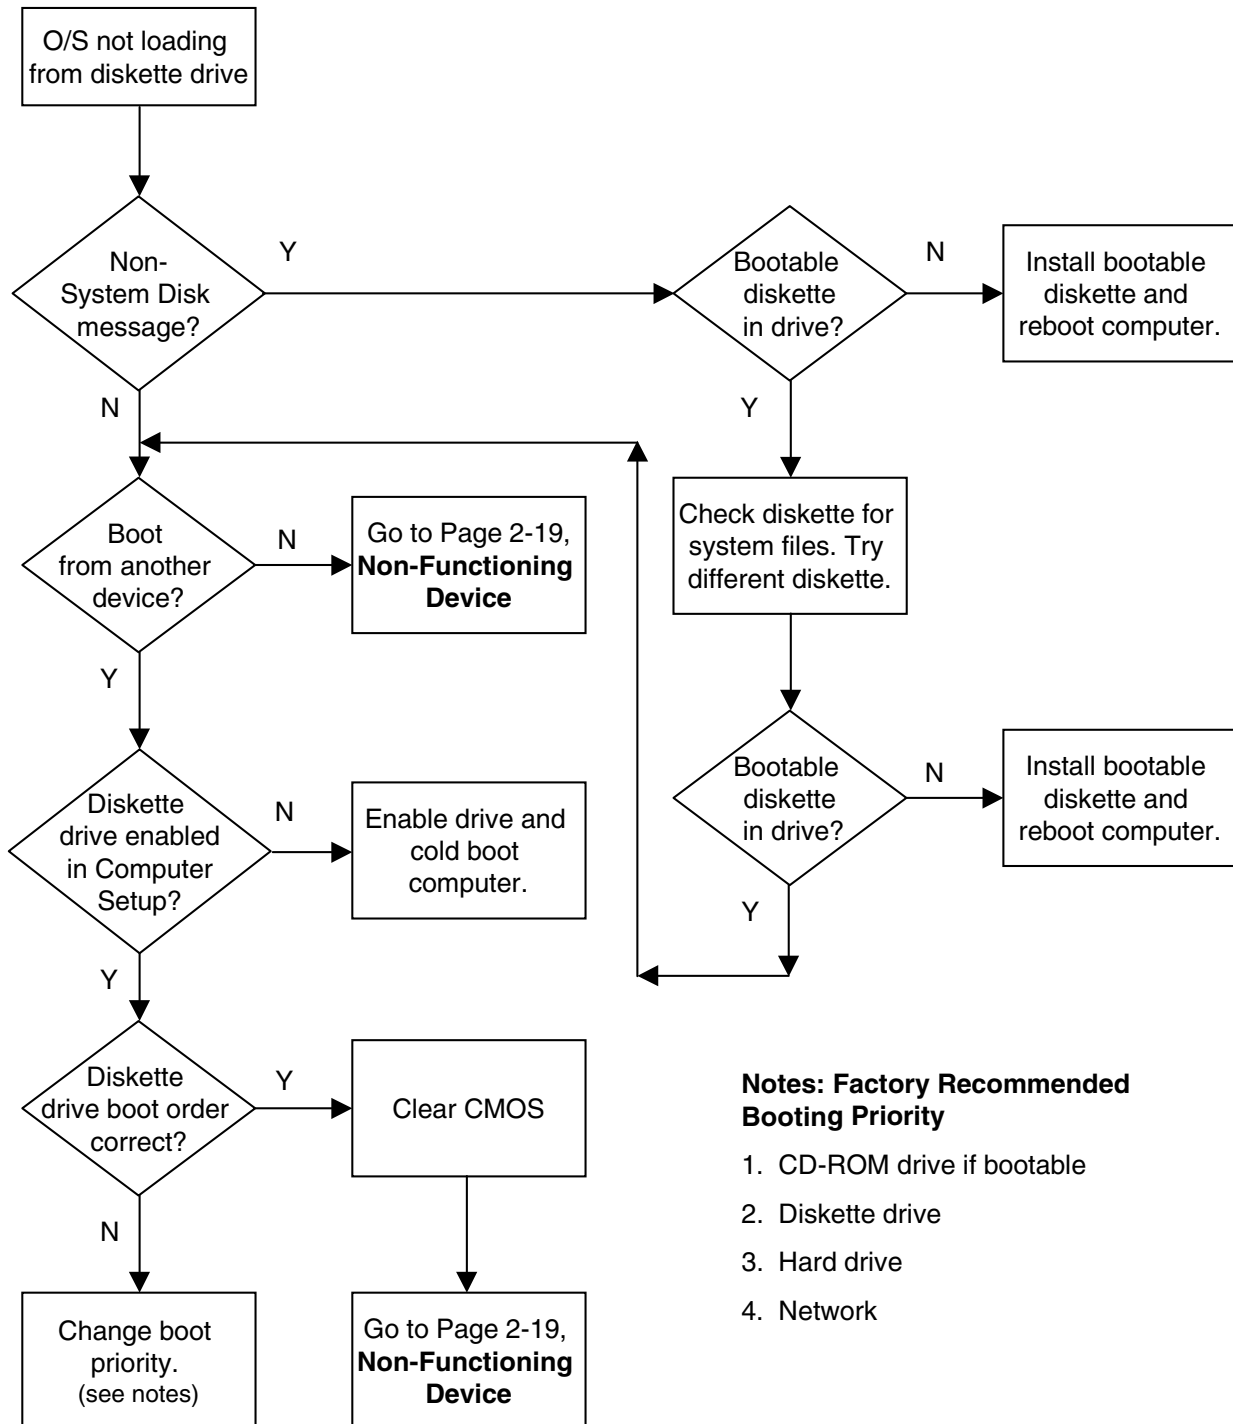 O/S not loading
from diskette drive
Non-
System Disk
message?
Y
N
Bootable
diskette
in drive?
N
Y
Install bootable
diskette and
reboot computer.
Check diskette for
system files. Try
different diskette.
Bootable
diskette
in drive?
N
Y
Install bootable
diskette and
reboot computer.
Boot
from another
device?
N
Y
Go to Page 2-19,
Non-Functioning
Device
Diskette
drive enabled
in Computer
Setup?
N
Y
Enable drive and
cold boot
computer.
Diskette
drive boot order
correct?
Y
N
Clear CMOS
Change boot
priority.
(see notes)
Go to Page 2-19,
Non-Functioning
Device
Notes: Factory Recommended
Booting Priority
1. CD-ROM drive if bootable
2. Diskette drive
3. Hard drive
4. Network